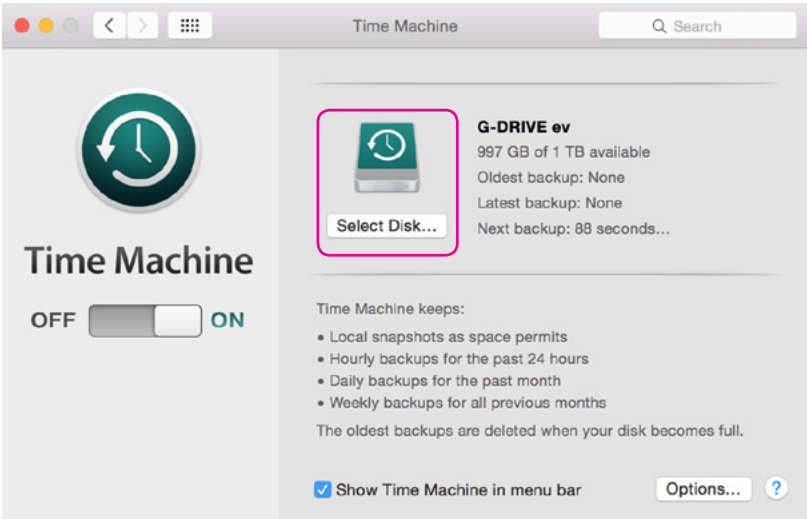 Time Machine
Search
Time Machine
OFF
ON
Select Disk...
G-DRIVE ev
997 GB of 1 TB available
Oldest backup: None
Latest backup: None
Next backup: 88 seconds...
Time Machine keeps:
• Local snapshots as space permits
• Hourly backups for the past 24 hours
• Daily backups for the past month
• Weekly backups for all previous months
The oldest backups are deleted when your disk becomes full.
Show Time Machine in menu bar
Options...
?